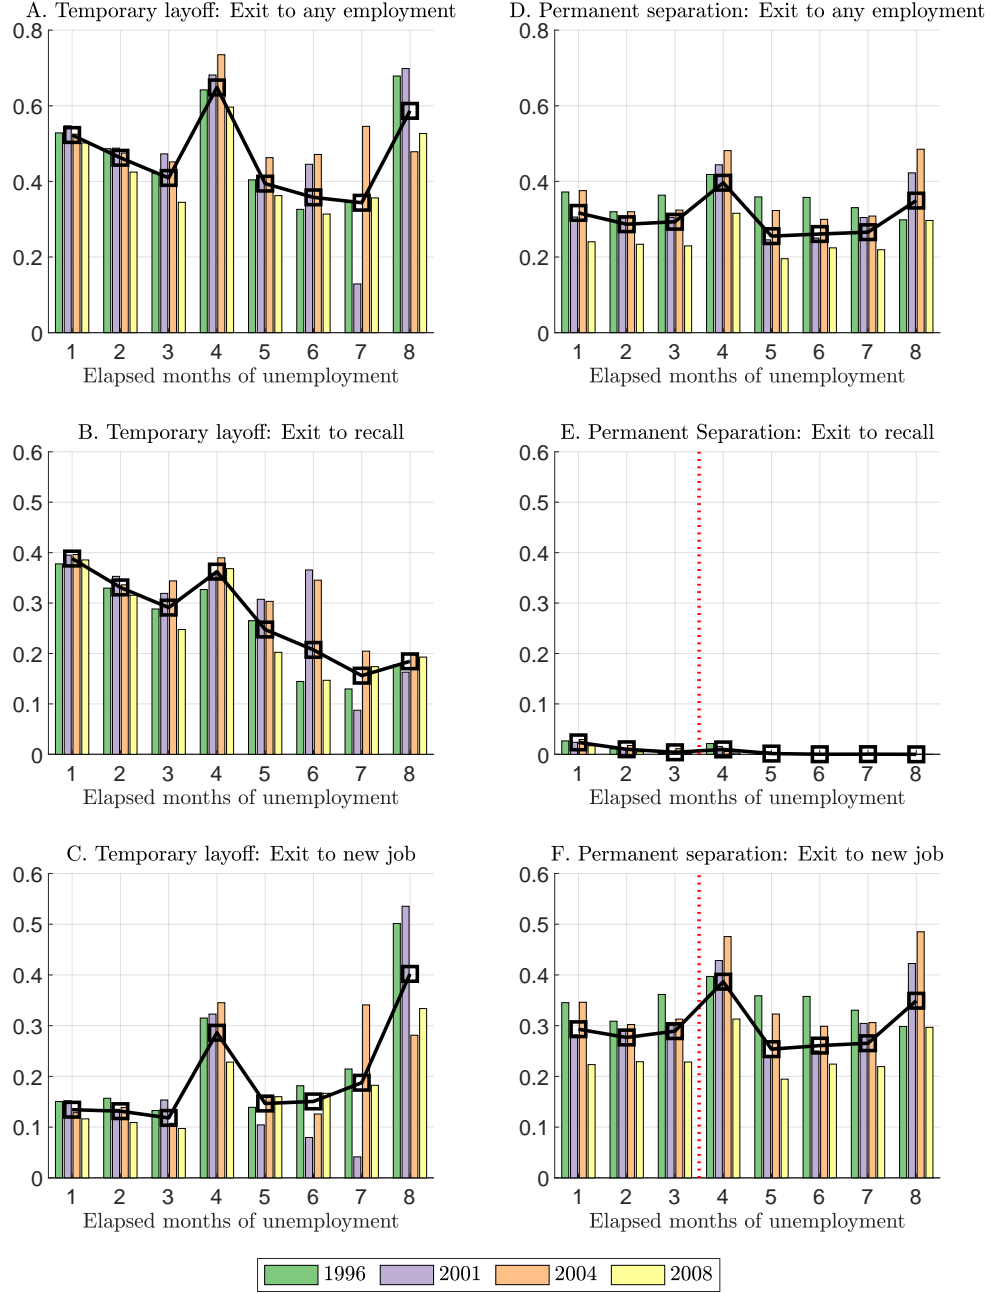 A. Temporary layoff: Exit to any employment
0.8
0.6
0.4
0.2
0
1 2 3 4 5 6 7 8
Elapsed months of unemployment
D. Permanent separation: Exit to any employment
0.8
0.6
0.4
0.2
0
1 2 3 4 5 6 7 8
Elapsed months of unemployment
B. Temporary layoff: Exit to recall
0.6
0.5
0.4
0.3
0.2
0.1
0
1 2 3 4 5 6 7 8
Elapsed months of unemployment
E. Permanent Separation: Exit to recall
0.6
0.5
0.4
0.3
0.2
0.1
0
1 2 3 4 5 6 7 8
Elapsed months of unemployment
C. Temporary layoff: Exit to new job
0.6
0.5
0.4
0.3
0.2
0.1
0
1 2 3 4 5 6 7 8
Elapsed months of unemployment
F. Permanent separation: Exit to new job
0.6
0.5
0.4
0.3
0.2
0.1
0
1 2 3 4 5 6 7 8
Elapsed months of unemployment
1996 2001 2004 2008